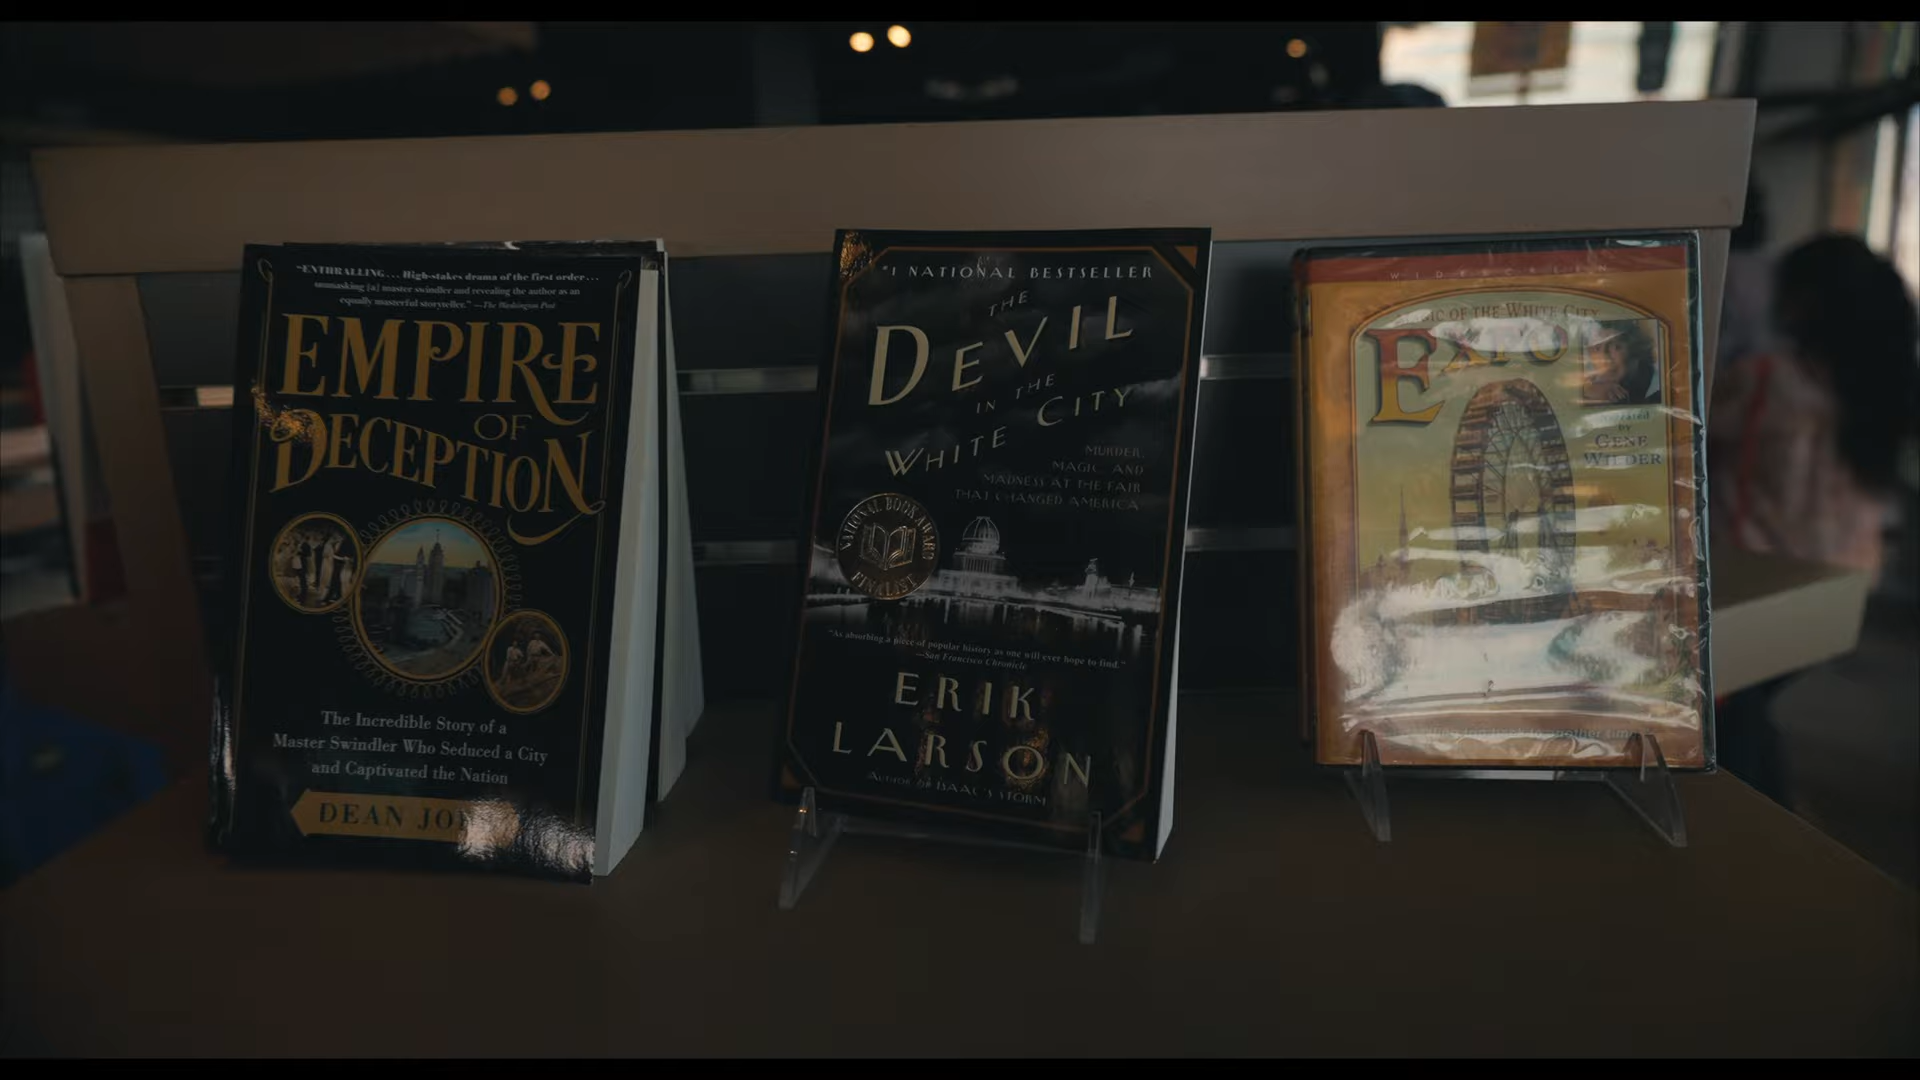 “ENTHRALLING... High-stakes drama of the first order...
unmasking [a] master swindler and revealing the author as an
equally masterful storyteller.” —The Washington Post
EMPIRE
OF
DECEPTION
The Incredible Story of a
Master Swindler Who Seduced a City
and Captivated the Nation
DEAN
#1 NATIONAL BESTSELLER
THE
DEVIL
IN THE
WHITE CITY
MURDER,
MAGIC, AND
MADNESS AT THE FAIR
THAT CHANGED AMERICA
NATIONAL BOOK AWARD
FINALIST
“As absorbing a piece of popular history as one will ever hope to find.”
—San Francisco Chronicle
ERIK
LARSON
AUTHOR OF ISAAC'S STORM
WIDESCREEN
OF THE WHITE CITY
EXPO
BY
GENE
WILDER